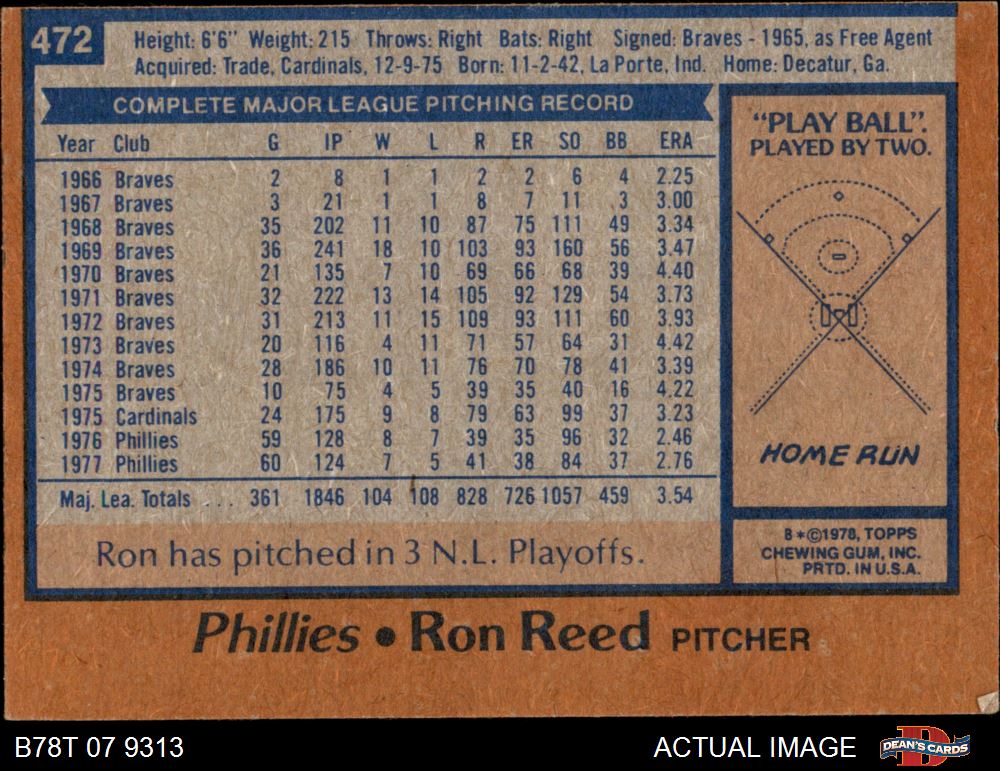 472
Height: 6'6" Weight: 215 Throws: Right Bats: Right Signed: Braves - 1965, as Free Agent
Acquired: Trade, Cardinals, 12-9-75 Born: 11-2-42, La Porte, Ind. Home: Decatur, Ga.
COMPLETE MAJOR LEAGUE PITCHING RECORD
Year Club G IP W L R ER SO BB ERA
1966 Braves 2 8 1 1 2 2 6 4 2.25
1967 Braves 3 21 1 1 8 7 11 3 3.00
1968 Braves 35 202 11 10 87 75 111 49 3.34
1969 Braves 36 241 18 10 103 93 160 56 3.47
1970 Braves 21 135 7 10 69 66 68 39 4.40
1971 Braves 32 222 13 14 105 92 129 54 3.73
1972 Braves 31 213 11 15 109 93 111 60 3.93
1973 Braves 20 116 4 11 71 57 64 31 4.42
1974 Braves 28 186 10 11 76 70 78 41 3.39
1975 Braves 10 75 4 5 39 35 40 16 4.22
1975 Cardinals 24 175 9 8 79 63 99 37 3.23
1976 Phillies 59 128 8 7 39 35 96 32 2.46
1977 Phillies 60 124 7 5 41 38 84 37 2.76
Maj. Lea. Totals . . . 361 1846 104 108 828 726 1057 459 3.54
Ron has pitched in 3 N.L. Playoffs.
"PLAY BALL".
PLAYED BY TWO.
HOME RUN
B*©1978, TOPPS
CHEWING GUM, INC.
PRTD. IN U.S.A.
Phillies • Ron Reed PITCHER
B78T 07 9313
ACTUAL IMAGE
DEAN'S CARDS